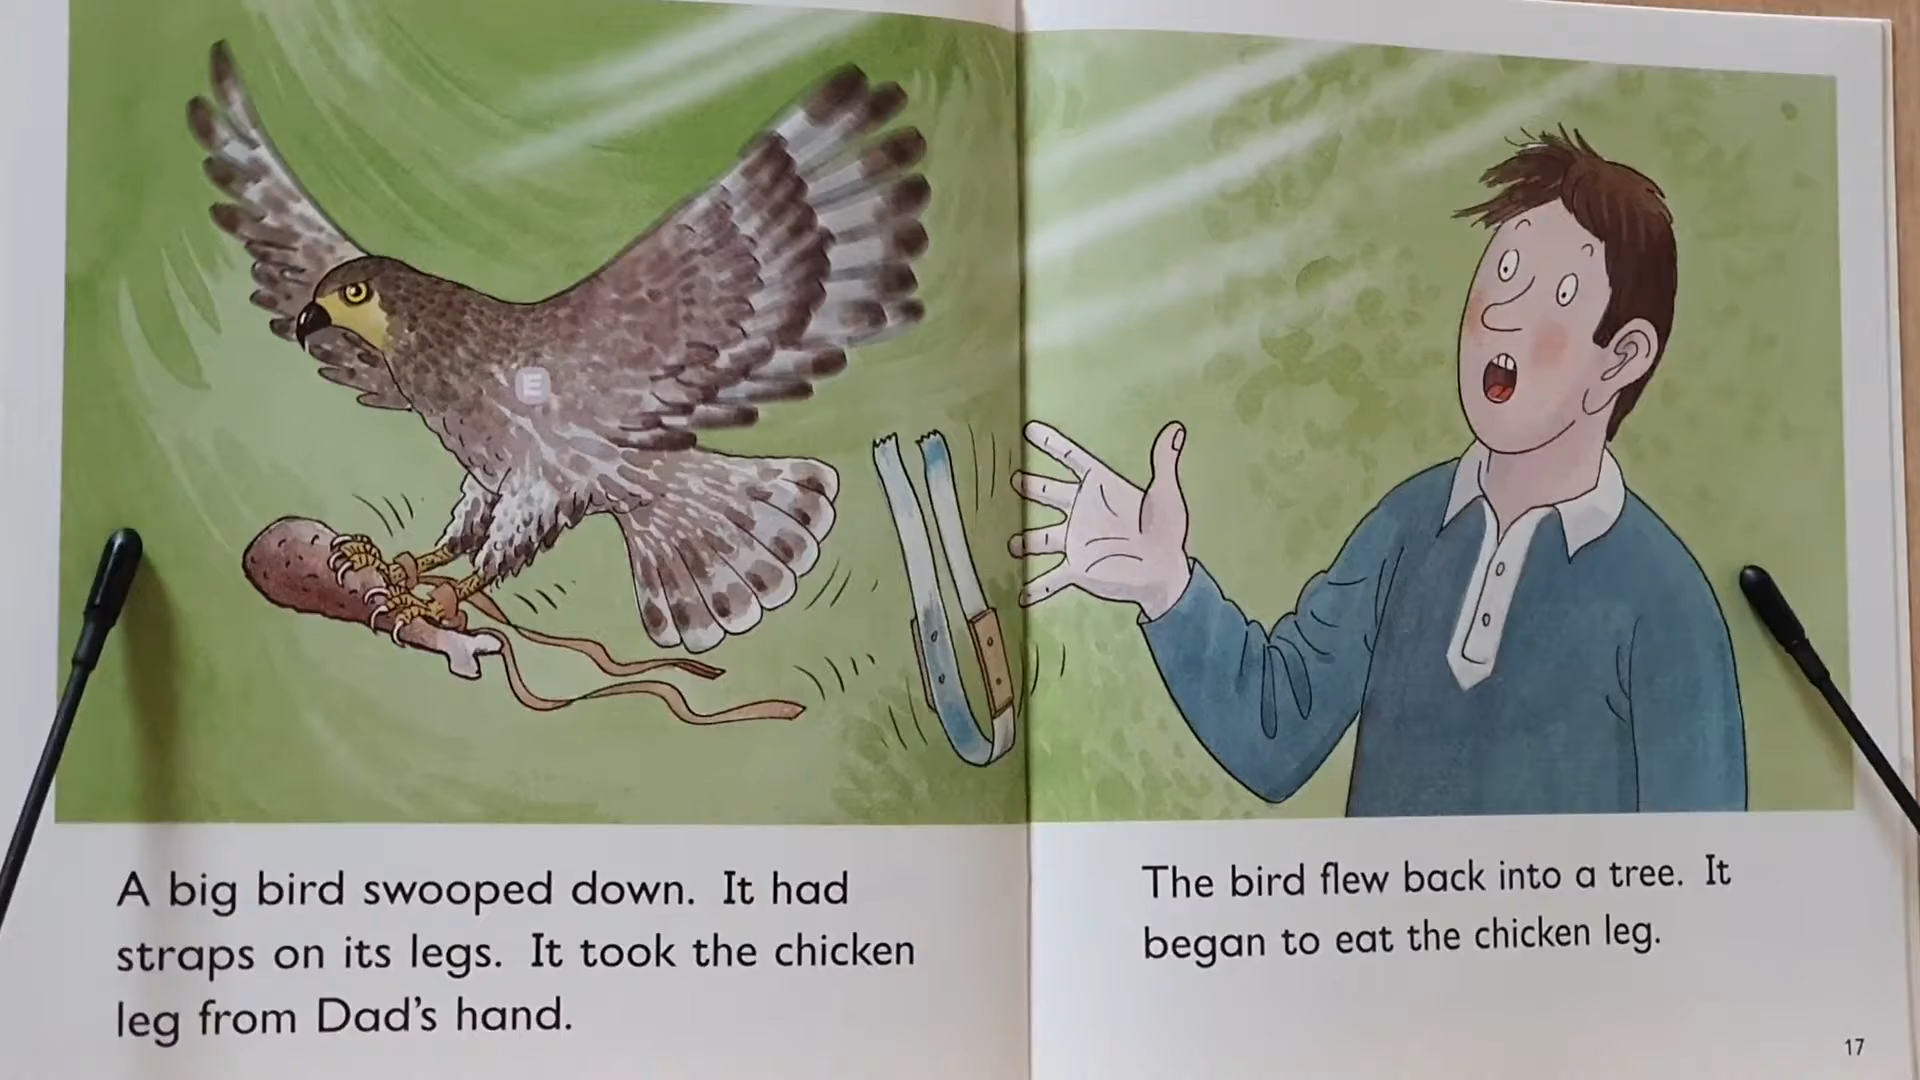 E
A big bird swooped down. It had
straps on its legs. It took the chicken
leg from Dad's hand.
The bird flew back into a tree. It
began to eat the chicken leg.
17